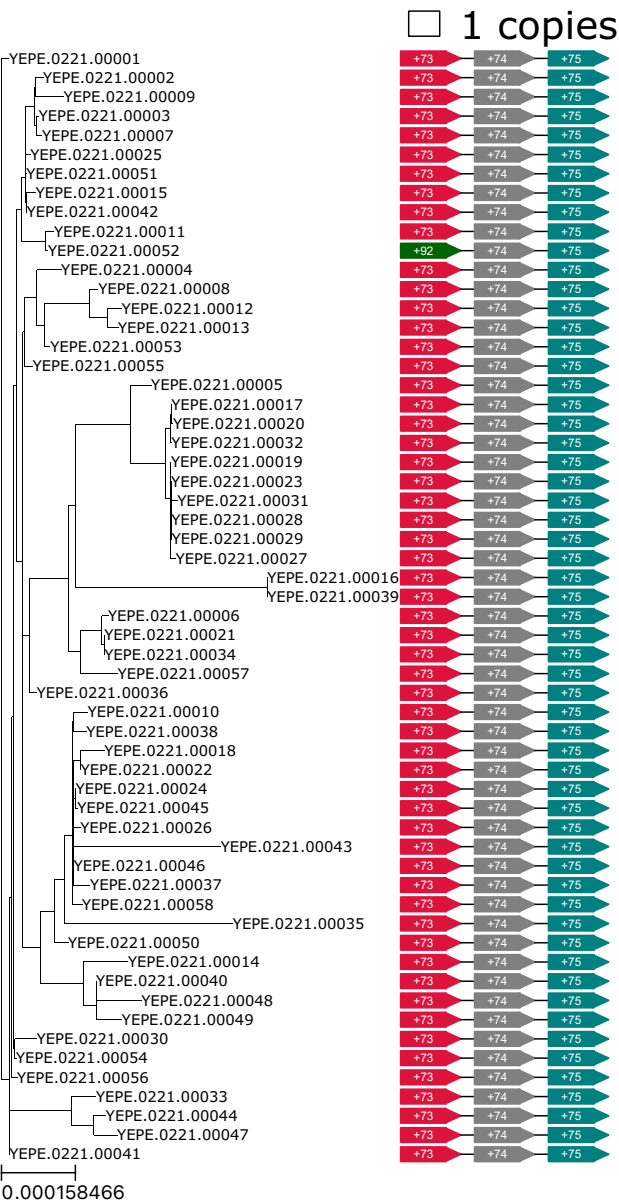 1 copies
YEPE.0221.00001 +73 +74 +75
YEPE.0221.00002 +73 +74 +75
YEPE.0221.00009 +73 +74 +75
YEPE.0221.00003 +73 +74 +75
YEPE.0221.00007 +73 +74 +75
YEPE.0221.00025 +73 +74 +75
YEPE.0221.00051 +73 +74 +75
YEPE.0221.00015 +73 +74 +75
YEPE.0221.00042 +73 +74 +75
YEPE.0221.00011 +73 +74 +75
YEPE.0221.00052 +92 +74 +75
YEPE.0221.00004 +73 +74 +75
YEPE.0221.00008 +73 +74 +75
YEPE.0221.00012 +73 +74 +75
YEPE.0221.00013 +73 +74 +75
YEPE.0221.00053 +73 +74 +75
YEPE.0221.00055 +73 +74 +75
YEPE.0221.00005 +73 +74 +75
YEPE.0221.00017 +73 +74 +75
YEPE.0221.00020 +73 +74 +75
YEPE.0221.00032 +73 +74 +75
YEPE.0221.00019 +73 +74 +75
YEPE.0221.00023 +73 +74 +75
YEPE.0221.00031 +73 +74 +75
YEPE.0221.00028 +73 +74 +75
YEPE.0221.00029 +73 +74 +75
YEPE.0221.00027 +73 +74 +75
YEPE.0221.00016 +73 +74 +75
YEPE.0221.00039 +73 +74 +75
YEPE.0221.00006 +73 +74 +75
YEPE.0221.00021 +73 +74 +75
YEPE.0221.00034 +73 +74 +75
YEPE.0221.00057 +73 +74 +75
YEPE.0221.00036 +73 +74 +75
YEPE.0221.00010 +73 +74 +75
YEPE.0221.00038 +73 +74 +75
YEPE.0221.00018 +73 +74 +75
YEPE.0221.00022 +73 +74 +75
YEPE.0221.00024 +73 +74 +75
YEPE.0221.00045 +73 +74 +75
YEPE.0221.00026 +73 +74 +75
YEPE.0221.00043 +73 +74 +75
YEPE.0221.00046 +73 +74 +75
YEPE.0221.00037 +73 +74 +75
YEPE.0221.00058 +73 +74 +75
YEPE.0221.00035 +73 +74 +75
YEPE.0221.00050 +73 +74 +75
YEPE.0221.00014 +73 +74 +75
YEPE.0221.00040 +73 +74 +75
YEPE.0221.00048 +73 +74 +75
YEPE.0221.00049 +73 +74 +75
YEPE.0221.00030 +73 +74 +75
YEPE.0221.00054 +73 +74 +75
YEPE.0221.00056 +73 +74 +75
YEPE.0221.00033 +73 +74 +75
YEPE.0221.00044 +73 +74 +75
YEPE.0221.00047 +73 +74 +75
YEPE.0221.00041 +73 +74 +75
0.000158466